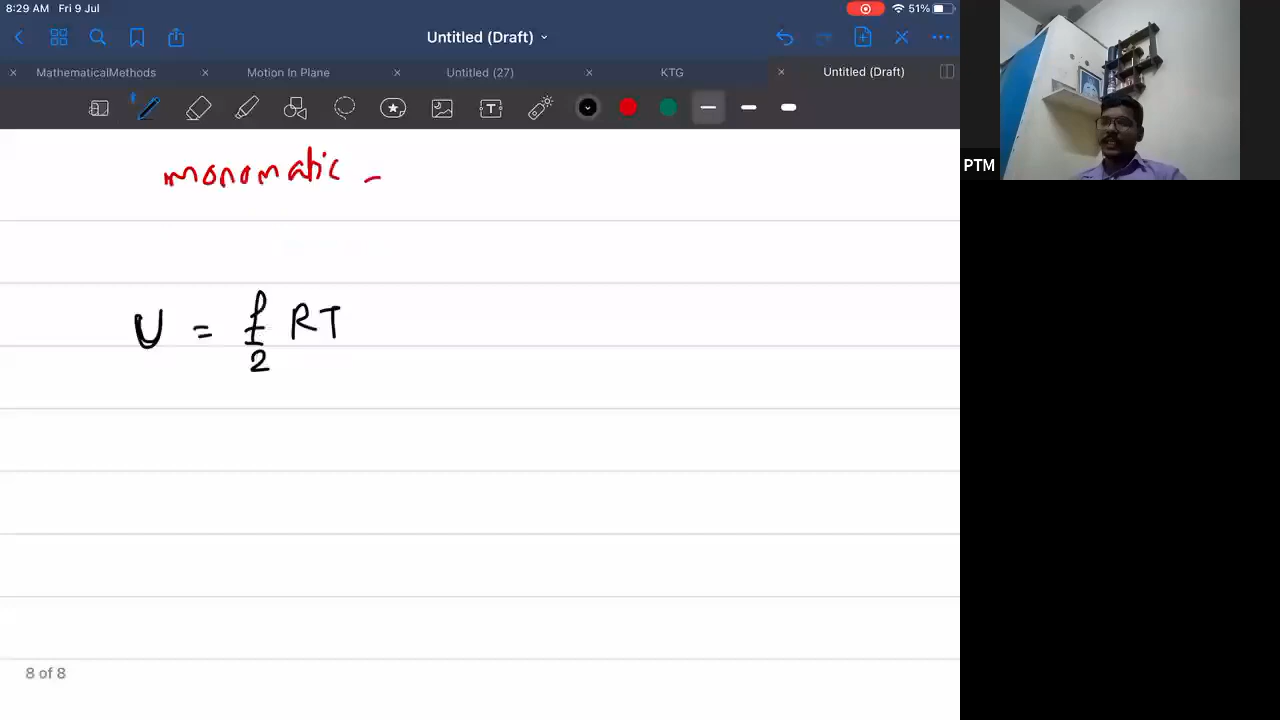 8:29 AM Fri 9 Jul
51%
Untitled (Draft)
MathematicalMethods
Motion In Plane
Untitled (27)
KTG
Untitled (Draft)
T
PTM
monomatic -
U = f/2 RT
8 of 8